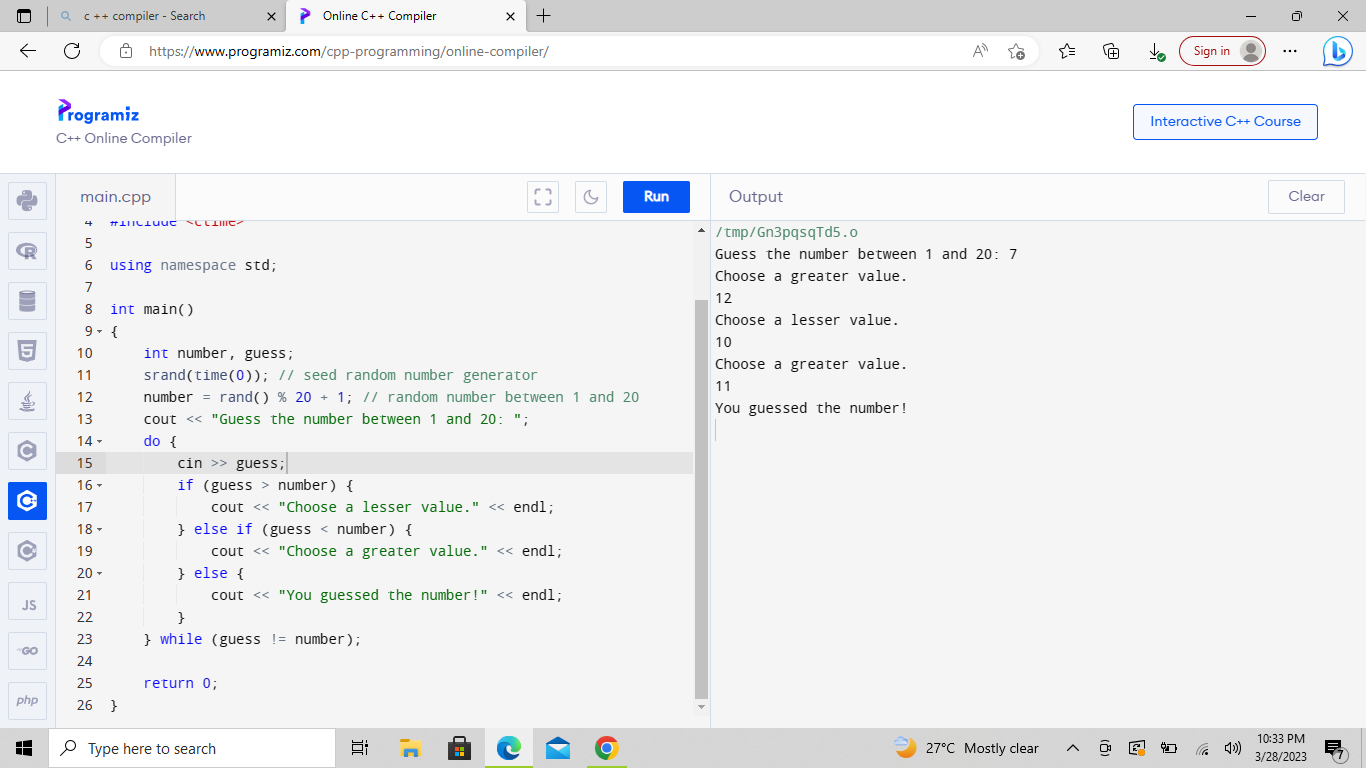 c ++ compiler - Search
Online C++ Compiler
https://www.programiz.com/cpp-programming/online-compiler/
A
Sign in
Programiz
C++ Online Compiler
Interactive C++ Course
main.cpp
Run
Output
Clear
4 #include <ctime>
5
6 using namespace std;
7
8 int main()
9 {
10 int number, guess;
11 srand(time(0)); // seed random number generator
12 number = rand() % 20 + 1; // random number between 1 and 20
13 cout << "Guess the number between 1 and 20: ";
14 do {
15 cin >> guess;
16 if (guess > number) {
17 cout << "Choose a lesser value." << endl;
18 } else if (guess < number) {
19 cout << "Choose a greater value." << endl;
20 } else {
21 cout << "You guessed the number!" << endl;
22 }
23 } while (guess != number);
24
25 return 0;
26 }
/tmp/Gn3pqsqTd5.o
Guess the number between 1 and 20: 7
Choose a greater value.
12
Choose a lesser value.
10
Choose a greater value.
11
You guessed the number!
R
5
C
C++
C#
JS
GO
php
Type here to search
27°C Mostly clear
10:33 PM
3/28/2023
7